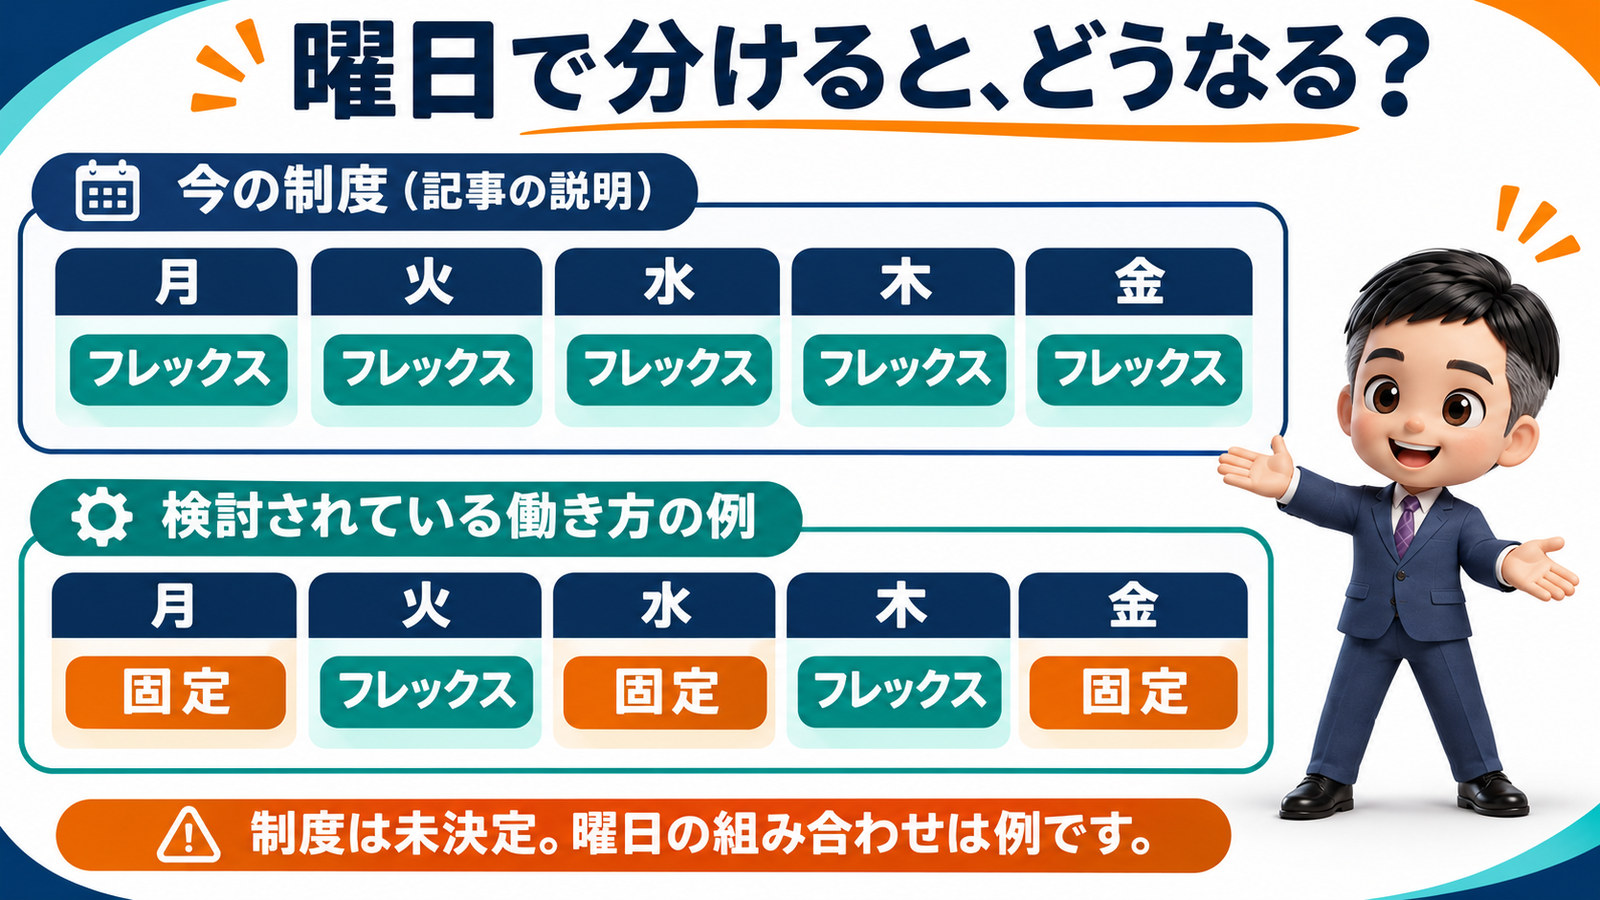 曜日で分けると、どうなる?
今の制度(記事の説明)
月 火 水 木 金
フレックス フレックス フレックス フレックス フレックス
検討されている働き方の例
月 火 水 木 金
固定 フレックス 固定 フレックス 固定
制度は未決定。曜日の組み合わせは例です。